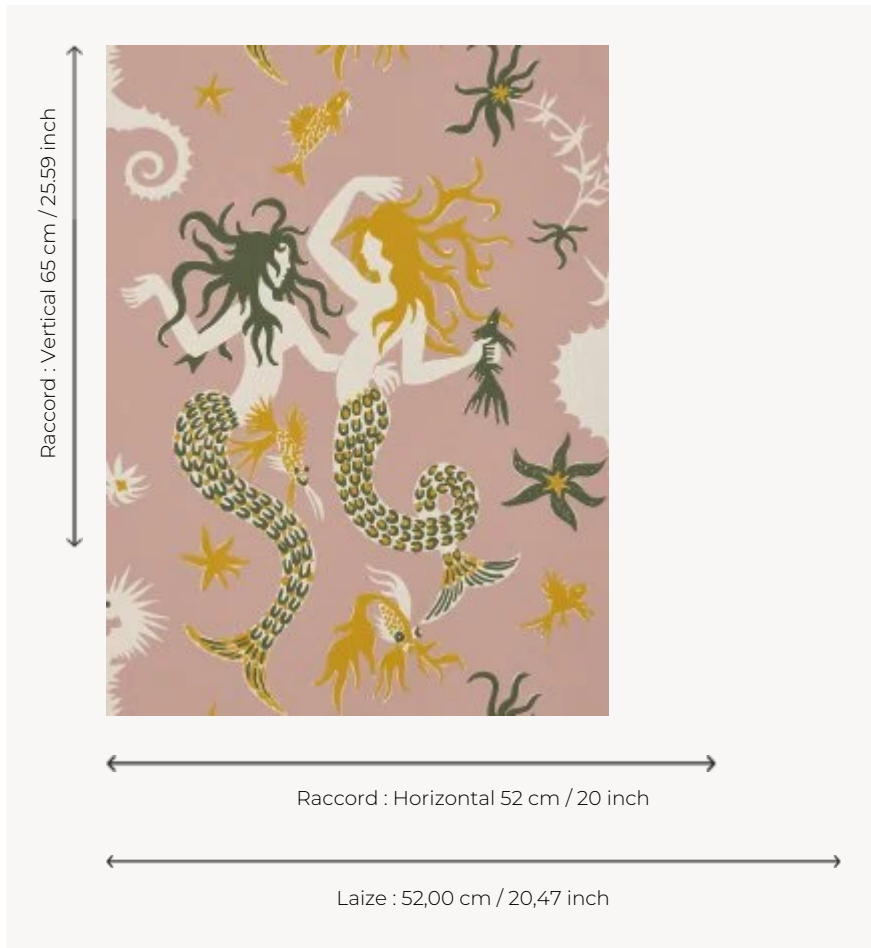 Raccord : Vertical 65 cm / 25.59 inch
Raccord : Horizontal 52 cm / 20 inch
Laize : 52,00 cm / 20,47 inch